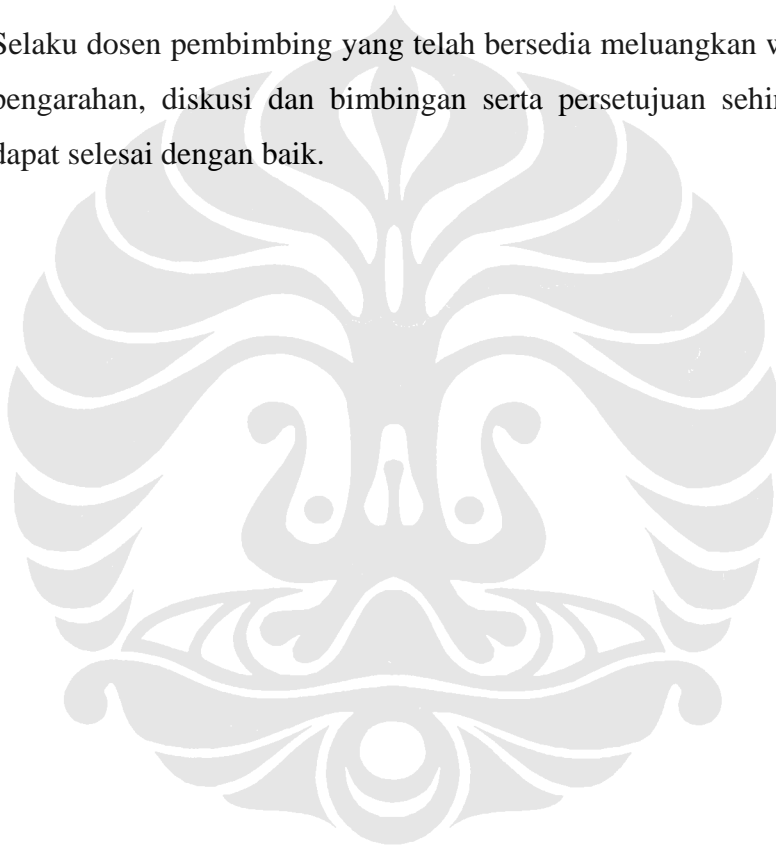 Selaku dosen pembimbing yang telah bersedia meluangkan
pengarahan, diskusi dan bimbingan serta persetujuan
dapat selesai dengan baik.